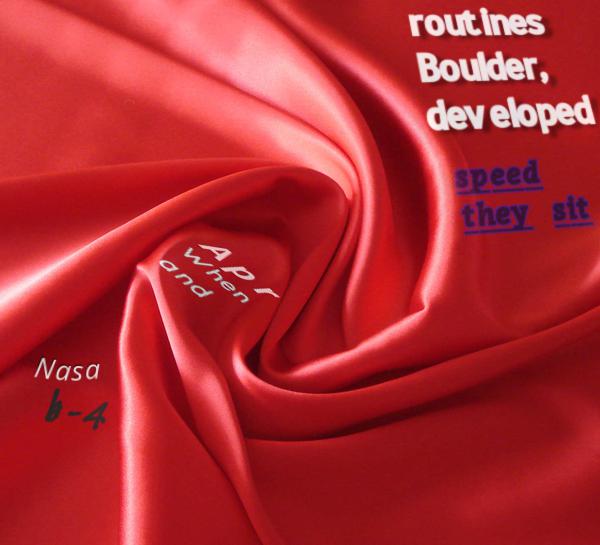 routines
Boulder,
developed
speed
they sit
Apr
When
and
Nasa
b-4